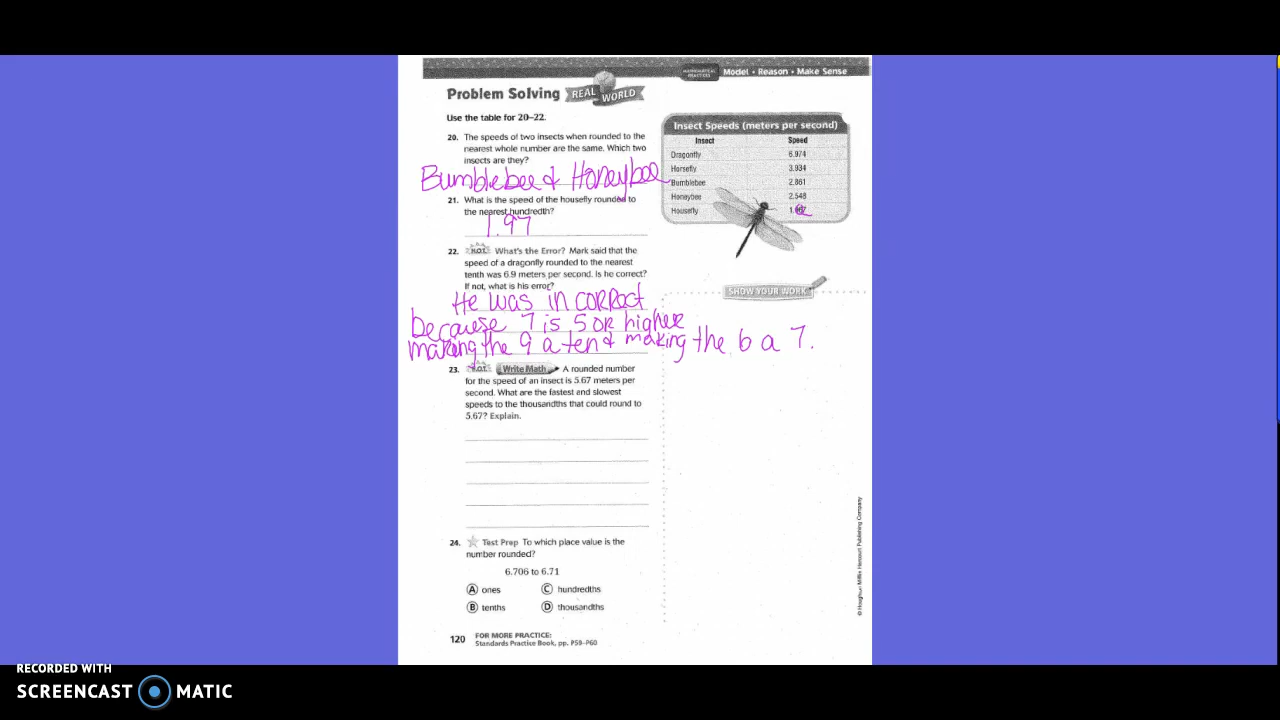 MATHEMATICAL PRACTICES Model • Reason • Make Sense
Problem Solving REAL WORLD
Use the table for 20–22.
20. The speeds of two insects when rounded to the
nearest whole number are the same. Which two
insects are they?
Bumblebee & Honeybee
21. What is the speed of the housefly rounded to
the nearest hundredth?
1.97
22. H.O.T. What's the Error? Mark said that the
speed of a dragonfly rounded to the nearest
tenth was 6.9 meters per second. Is he correct?
If not, what is his error?
He was in correct
because 7 is 5 or higher
making the 9 a ten & making the 6 a 7.
23. H.O.T. Write Math A rounded number
for the speed of an insect is 5.67 meters per
second. What are the fastest and slowest
speeds to the thousandths that could round to
5.67? Explain.
24. Test Prep To which place value is the
number rounded?
6.706 to 6.71
A ones C hundredths
B tenths D thousandths
120 FOR MORE PRACTICE:
Standards Practice Book, pp. P59–P60
Insect Speeds (meters per second)
Insect Speed
Dragonfly 6.974
Horsefly 3.934
Bumblebee 2.861
Honeybee 2.548
Housefly
SHOW YOUR WORK
© Houghton Mifflin Harcourt Publishing Company
RECORDED WITH
SCREENCAST MATIC